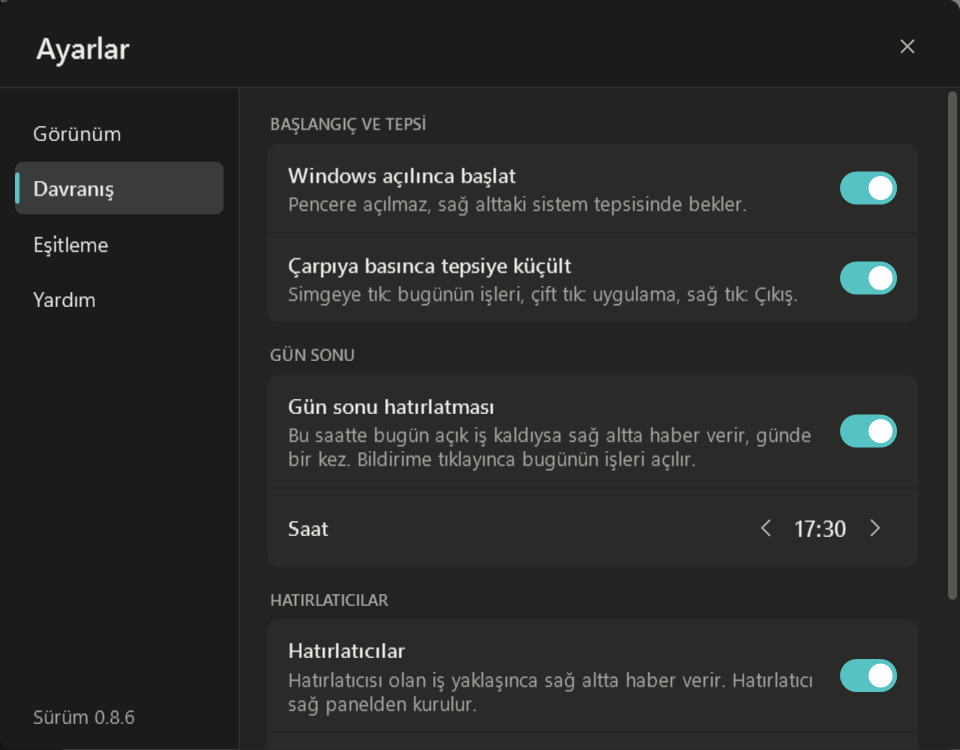 Ayarlar
Görünüm
Davranış
Eşitleme
Yardım
Sürüm 0.8.6
BAŞLANGIÇ VE TEPSİ
Windows açılınca başlat
Pencere açılmaz, sağ alttaki sistem tepsisinde bekler.
Çarpıya basınca tepsiye küçült
Simgeye tık: bugünün işleri, çift tık: uygulama, sağ tık: Çıkış.
GÜN SONU
Gün sonu hatırlatması
Bu saatte bugün açık iş kaldıysa sağ altta haber verir, günde
bir kez. Bildirime tıklayınca bugünün işleri açılır.
Saat
17:30
HATIRLATICILAR
Hatırlatıcılar
Hatırlatıcısı olan iş yaklaşınca sağ altta haber verir. Hatırlatıcı
sağ panelden kurulur.